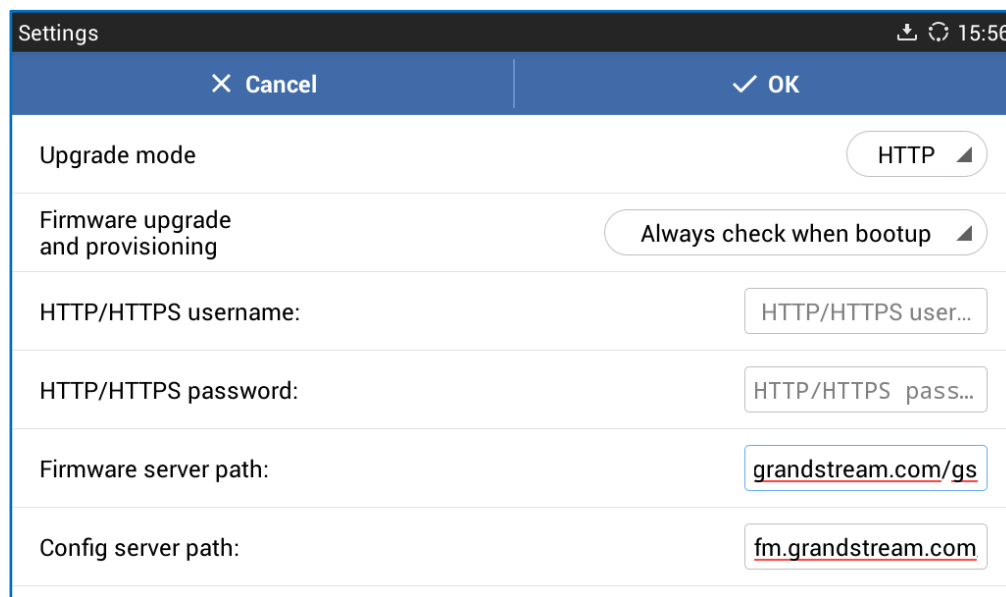 Settings 15:56
Cancel OK
Upgrade mode HTTP
Firmware upgrade
and provisioning Always check when bootup
HTTP/HTTPS username: HTTP/HTTPS user...
HTTP/HTTPS password: HTTP/HTTPS pass...
Firmware server path: grandstream.com/gs
Config server path: fm.grandstream.com